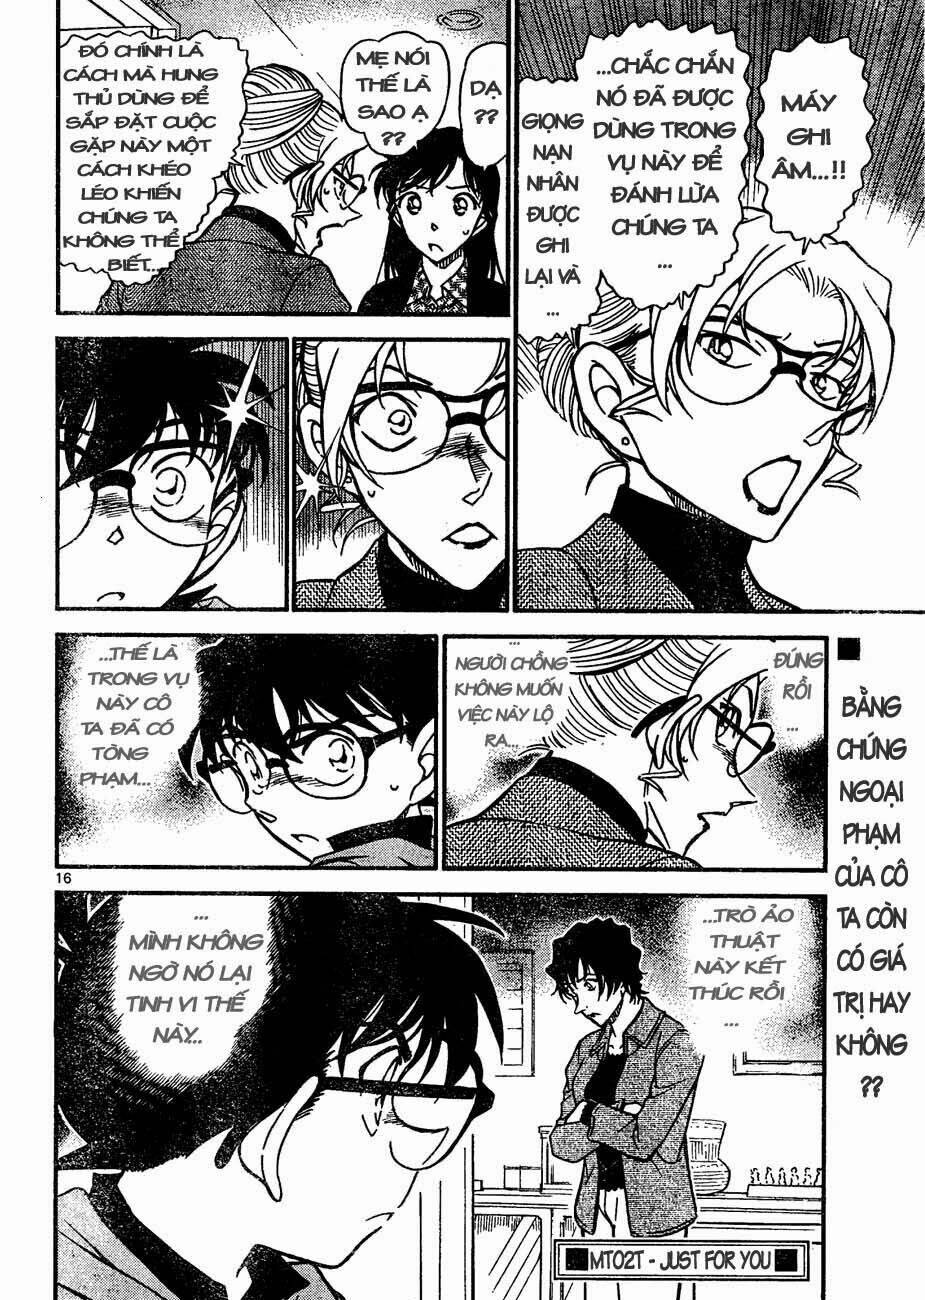 MÁY
GHI
ÂM...!!
...CHẮC CHẮN
NÓ ĐÃ ĐƯỢC
DÙNG TRONG
VỤ NÀY ĐỂ
ĐÁNH LỪA
CHÚNG TA
...
GIỌNG
NẠN
NHÂN
ĐƯỢC
GHI
LẠI VÀ
...
DẠ
??
MẸ NÓI
THẾ LÀ
SAO Ạ
??
ĐÓ CHÍNH LÀ
CÁCH MÀ HUNG
THỦ DÙNG ĐỂ
SẮP ĐẶT CUỘC
GẶP NÀY MỘT
CÁCH KHÉO
LÉO KHIẾN
CHÚNG TA
KHÔNG THỂ
BIẾT...
ĐÚNG
RỒI
...
...
NGƯỜI CHỒNG
KHÔNG MUỐN
VIỆC NÀY LỘ
RA...
...THẾ LÀ
TRONG VỤ
NÀY CÔ
TA ĐÃ CÓ
TÒNG
PHẠM...
16
...TRÒ ẢO
THUẬT
NÀY KẾT
THÚC RỒI
...
...
MÌNH KHÔNG
NGỜ NÓ LẠI
TINH VI THẾ
NÀY...
BẰNG
CHỨNG
NGOẠI
PHẠM
CỦA CÔ
TA CÒN
CÓ GIÁ
TRỊ HAY
KHÔNG
??
MT02T - JUST FOR YOU